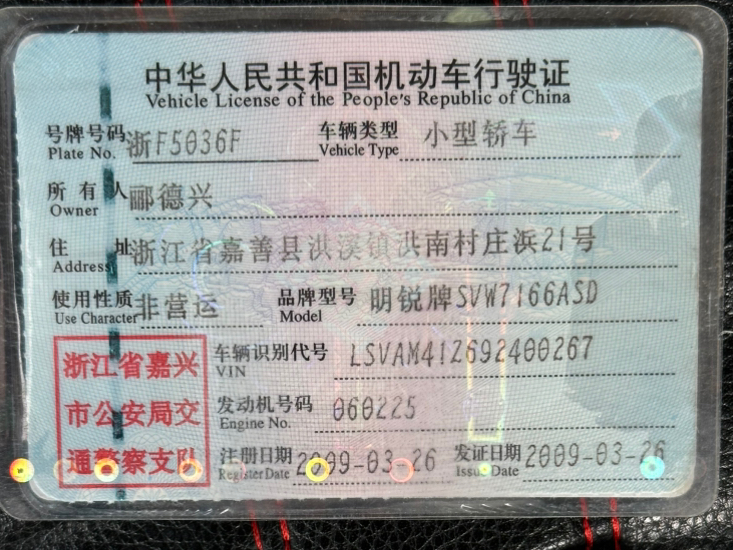 中华人民共和国机动车行驶证
Vehicle License of the People's Republic of China
号牌号码 浙F5036F 车辆类型 小型轿车
Plate No. Vehicle Type
所有人 郦德兴
Owner
住址 浙江省嘉善县洪溪镇洪南村庄浜21号
Address
使用性质 非营运 品牌型号 明锐牌SVW7166ASD
Use Character Model
浙江省嘉兴 车辆识别代号 LSVAM41Z692400267
VIN
市公安局交 发动机号码 060225
Engine No.
通警察支队 注册日期 2009-03-26 发证日期 2009-03-26
Register Date Issue Date